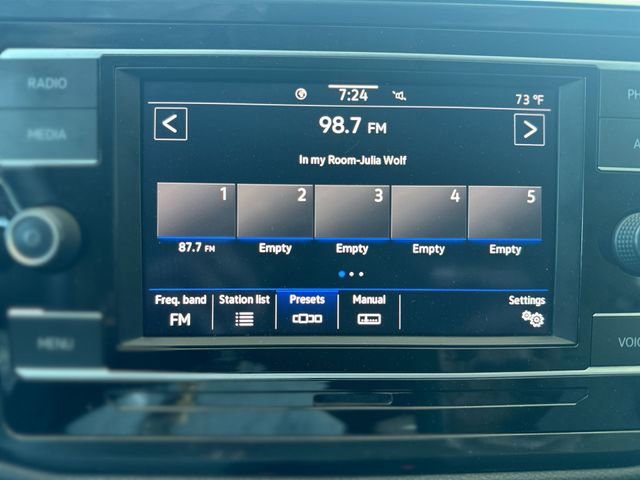 RADIO
MEDIA
MENU
7:24
73 °F
98.7 FM
In my Room-Julia Wolf
1 2 3 4 5
87.7 FM Empty Empty Empty Empty
Freq. band Station list Presets Manual Settings
FM
PH
A
VOIC